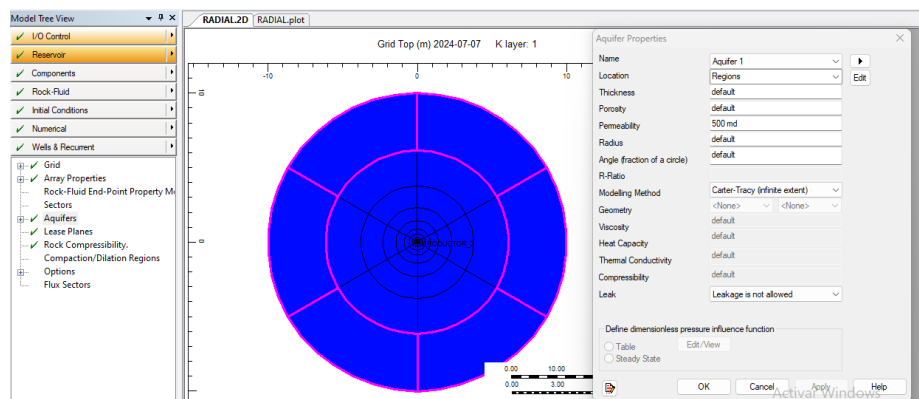 Model Tree View
I/O Control
Reservoir
Components
Rock-Fluid
Initial Conditions
Numerical
Wells & Recurrent
Grid
Array Properties
Rock-Fluid End-Point Property M
Sectors
Aquifers
Lease Planes
Rock Compressibility.
Compaction/Dilation Regions
Options
Flux Sectors
RADIAL.2D RADIAL.plot
Grid Top (m) 2024-07-07 K layer: 1
-10 0 10
10
0
0.00 10.00
0.00 3.00
Aquifer Properties
Name Aquifer 1
Location Regions Edit
Thickness default
Porosity default
Permeability 500 md
Radius default
Angle (fraction of a circle) default
R-Ratio
Modelling Method Carter-Tracy (infinite extent)
Geometry <None> <None>
Viscosity default
Heat Capacity default
Thermal Conductivity default
Compressibility default
Leak Leakage is not allowed
Define dimensionless pressure influence function
Table Edit/View
Steady State
OK Cancel Apply Help
Activar Windows